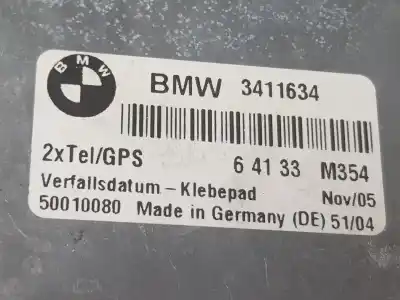 BMW
BMW 3411634
2xTel/GPS 6 41 33 M354
Verfallsdatum – Klebepad Nov/05
50010080 Made in Germany (DE) 51/04